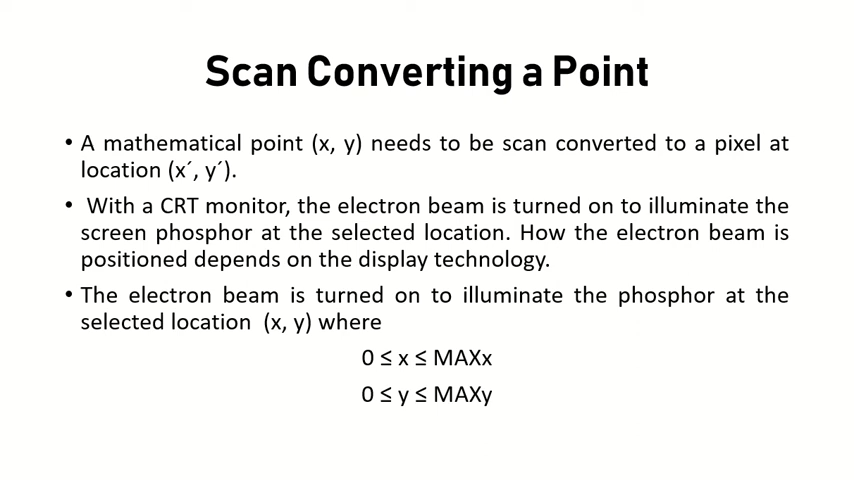 Scan Converting a Point
• A mathematical point (x, y) needs to be scan converted to a pixel at
location (x´, y´).
• With a CRT monitor, the electron beam is turned on to illuminate the
screen phosphor at the selected location. How the electron beam is
positioned depends on the display technology.
• The electron beam is turned on to illuminate the phosphor at the
selected location (x, y) where
0 ≤ x ≤ MAXx
0 ≤ y ≤ MAXy